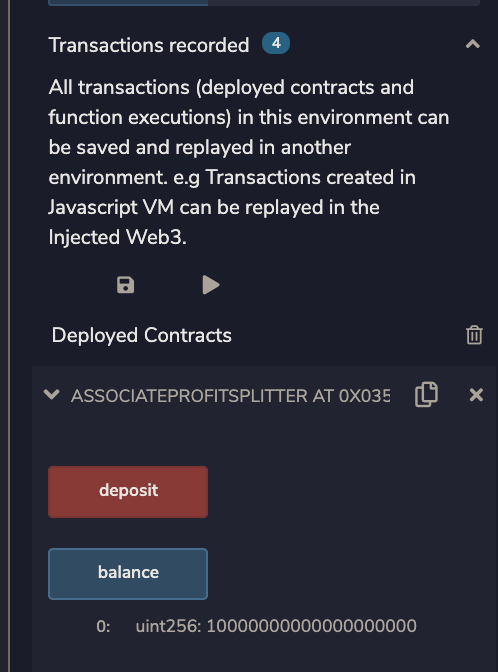 Transactions recorded 4
All transactions (deployed contracts and
function executions) in this environment can
be saved and replayed in another
environment. e.g Transactions created in
Javascript VM can be replayed in the
Injected Web3.
Deployed Contracts
ASSOCIATEPROFITSPLITTER AT 0X035
deposit
balance
0: uint256: 10000000000000000000